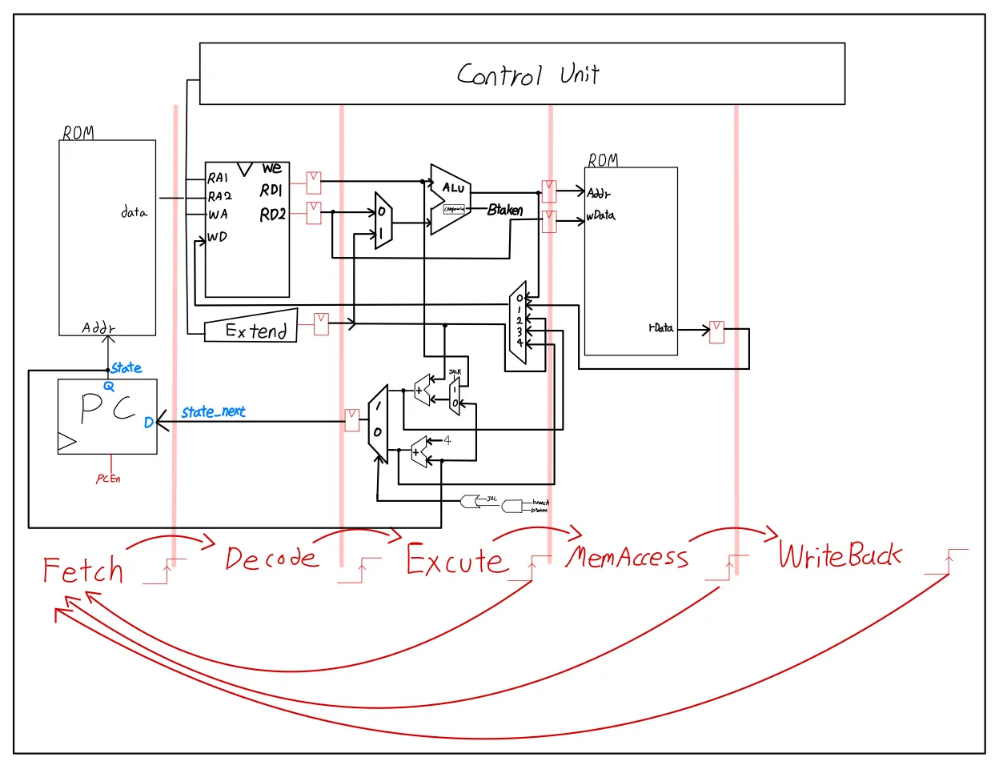 Control Unit
ROM
data
Addr
State
Q
PC
D
state_next
PCEn
RA1
RA2
WA
WD
We
RD1
RD2
Extend
0
1
ALU
Btaken
0
1
2
3
4
ROM
Addr
wData
rData
+
JALR
1
0
1
0
+
4
JAL
branch
Fetch
Decode
Excute
MemAccess
WriteBack